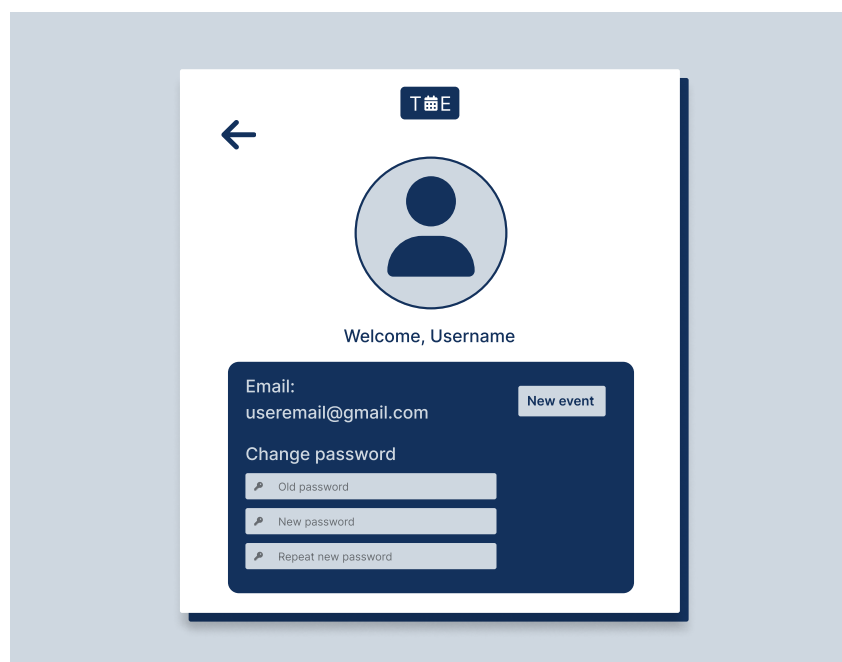 T E
Welcome, Username
Email:
useremail@gmail.com
New event
Change password
Old password
New password
Repeat new password